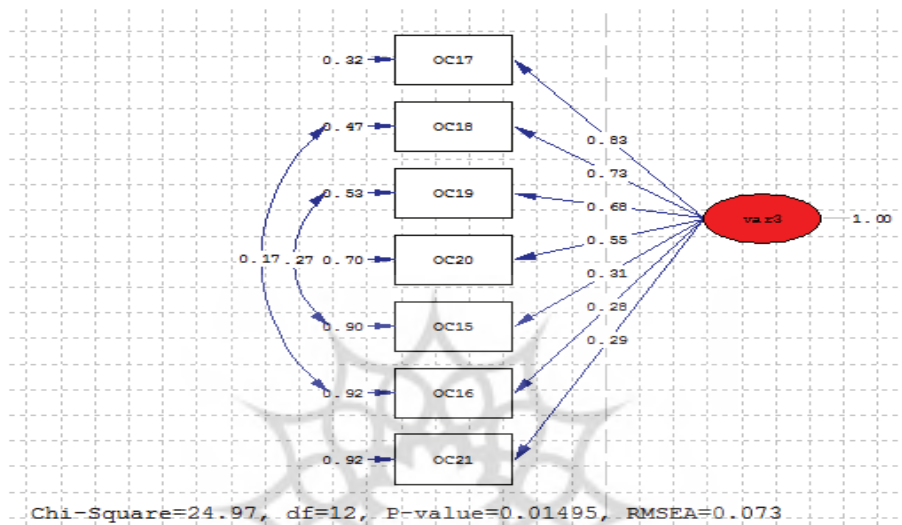 0.32 OC17
0.83
0.47 OC18
0.73
0.53 OC19
0.68
var3 1.00
0.55
0.17 .27 0.70 OC20
0.31
0.90 OC15
0.28
0.29
0.92 OC16
0.92 OC21
Chi-Square=24.97, df=12, P-value=0.01495, RMSEA=0.073